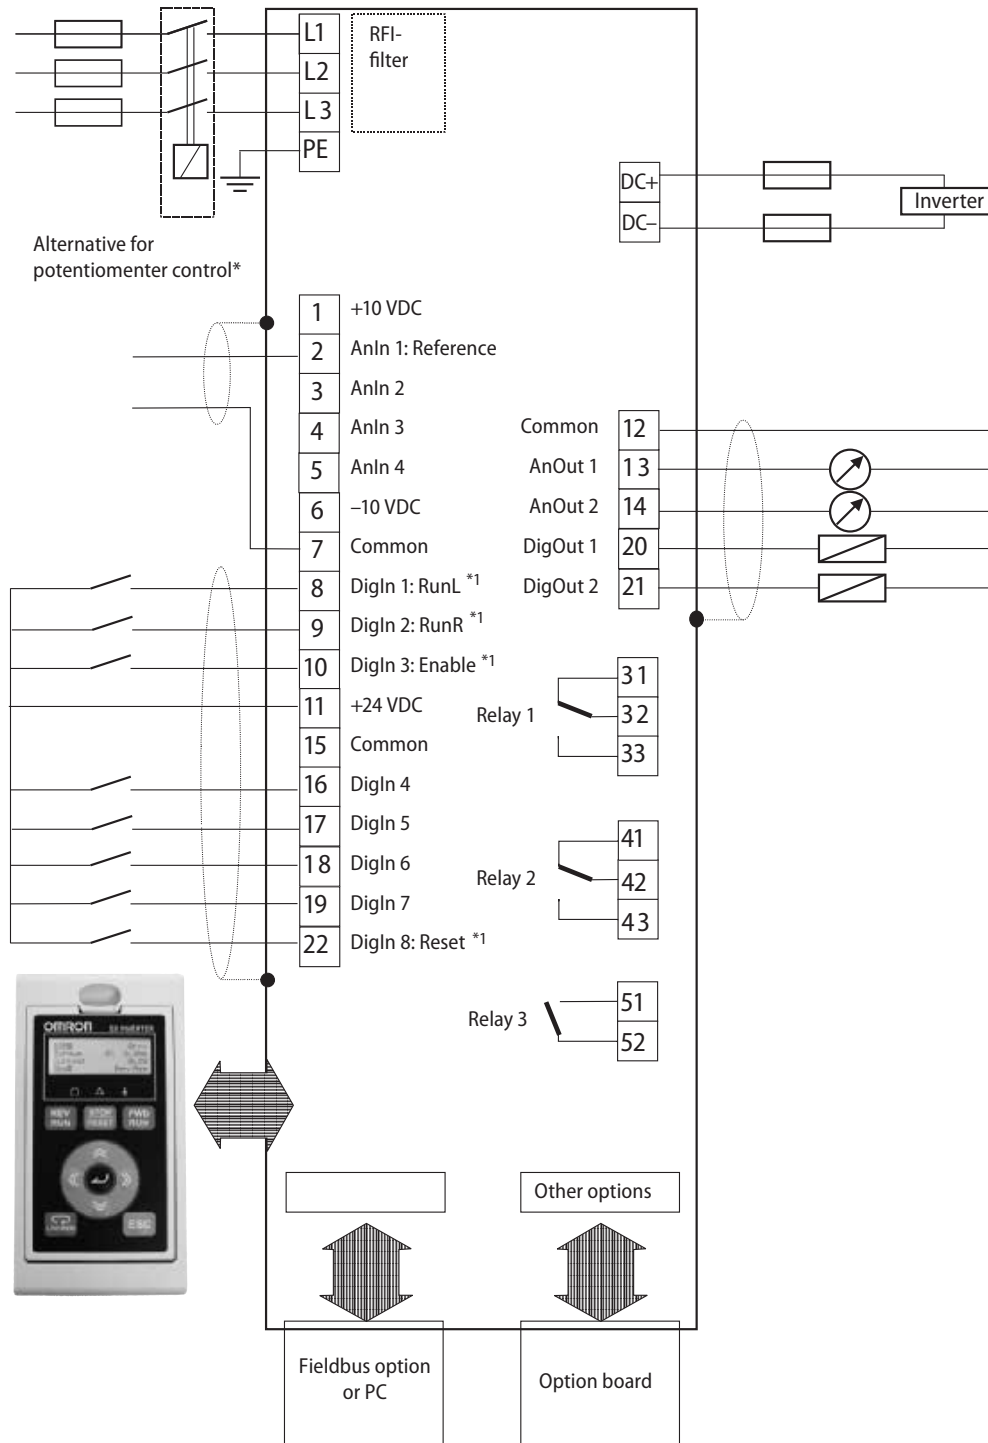 L1
L2
L3
PE
RFI-
filter
DC+
DC–
Inverter
Alternative for
potentiomenter control*
1 +10 VDC
2 AnIn 1: Reference
3 AnIn 2
4 AnIn 3
5 AnIn 4
6 –10 VDC
7 Common
8 DigIn 1: RunL *1
9 DigIn 2: RunR *1
10 DigIn 3: Enable *1
11 +24 VDC
15 Common
16 DigIn 4
17 DigIn 5
18 DigIn 6
19 DigIn 7
22 DigIn 8: Reset *1
Common 12
AnOut 1 13
AnOut 2 14
DigOut 1 20
DigOut 2 21
Relay 1
31
32
33
Relay 2
41
42
43
Relay 3
51
52
OMRON
REV
RUN
STOP
RESET
FWD
RUN
ESC
Other options
Fieldbus option
or PC
Option board